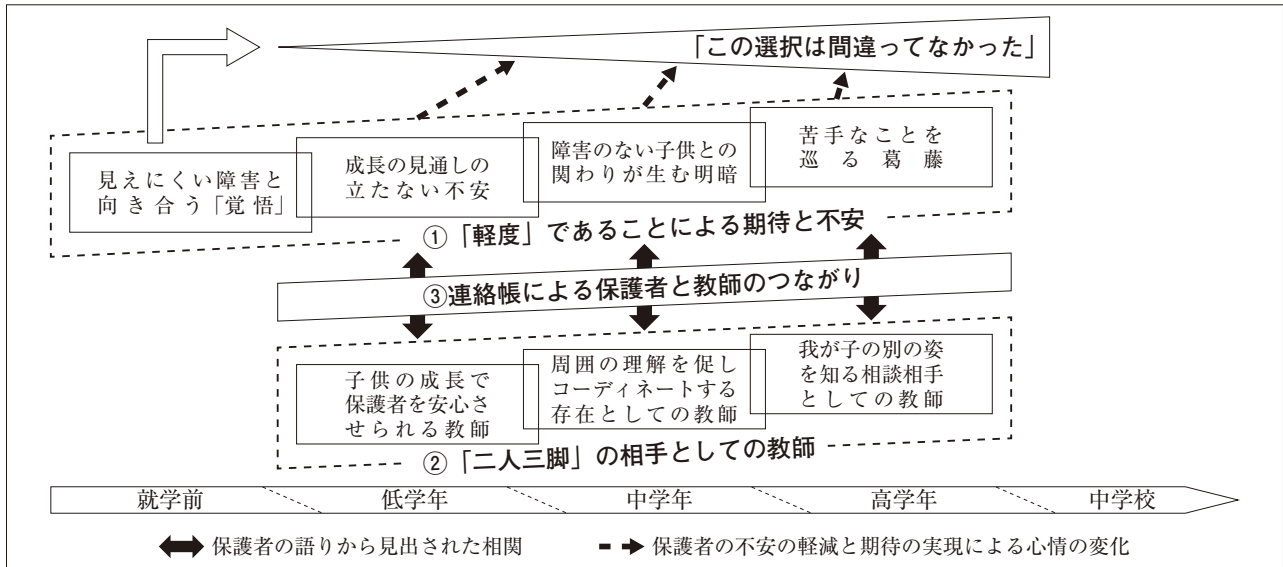 「この選択は間違ってなかった」
見えにくい障害と
向き合う「覚悟」
成長の見通しの
立たない不安
障害のない子供との
関わりが生む明暗
苦手なことを
巡る葛藤
①「軽度」であることによる期待と不安
③連絡帳による保護者と教師のつながり
子供の成長で
保護者を安心さ
せられる教師
周囲の理解を促し
コーディネートする
存在としての教師
我が子の別の姿
を知る相談相手
としての教師
②「二人三脚」の相手としての教師
就学前 低学年 中学年 高学年 中学校
保護者の語りから見出された相関 保護者の不安の軽減と期待の実現による心情の変化